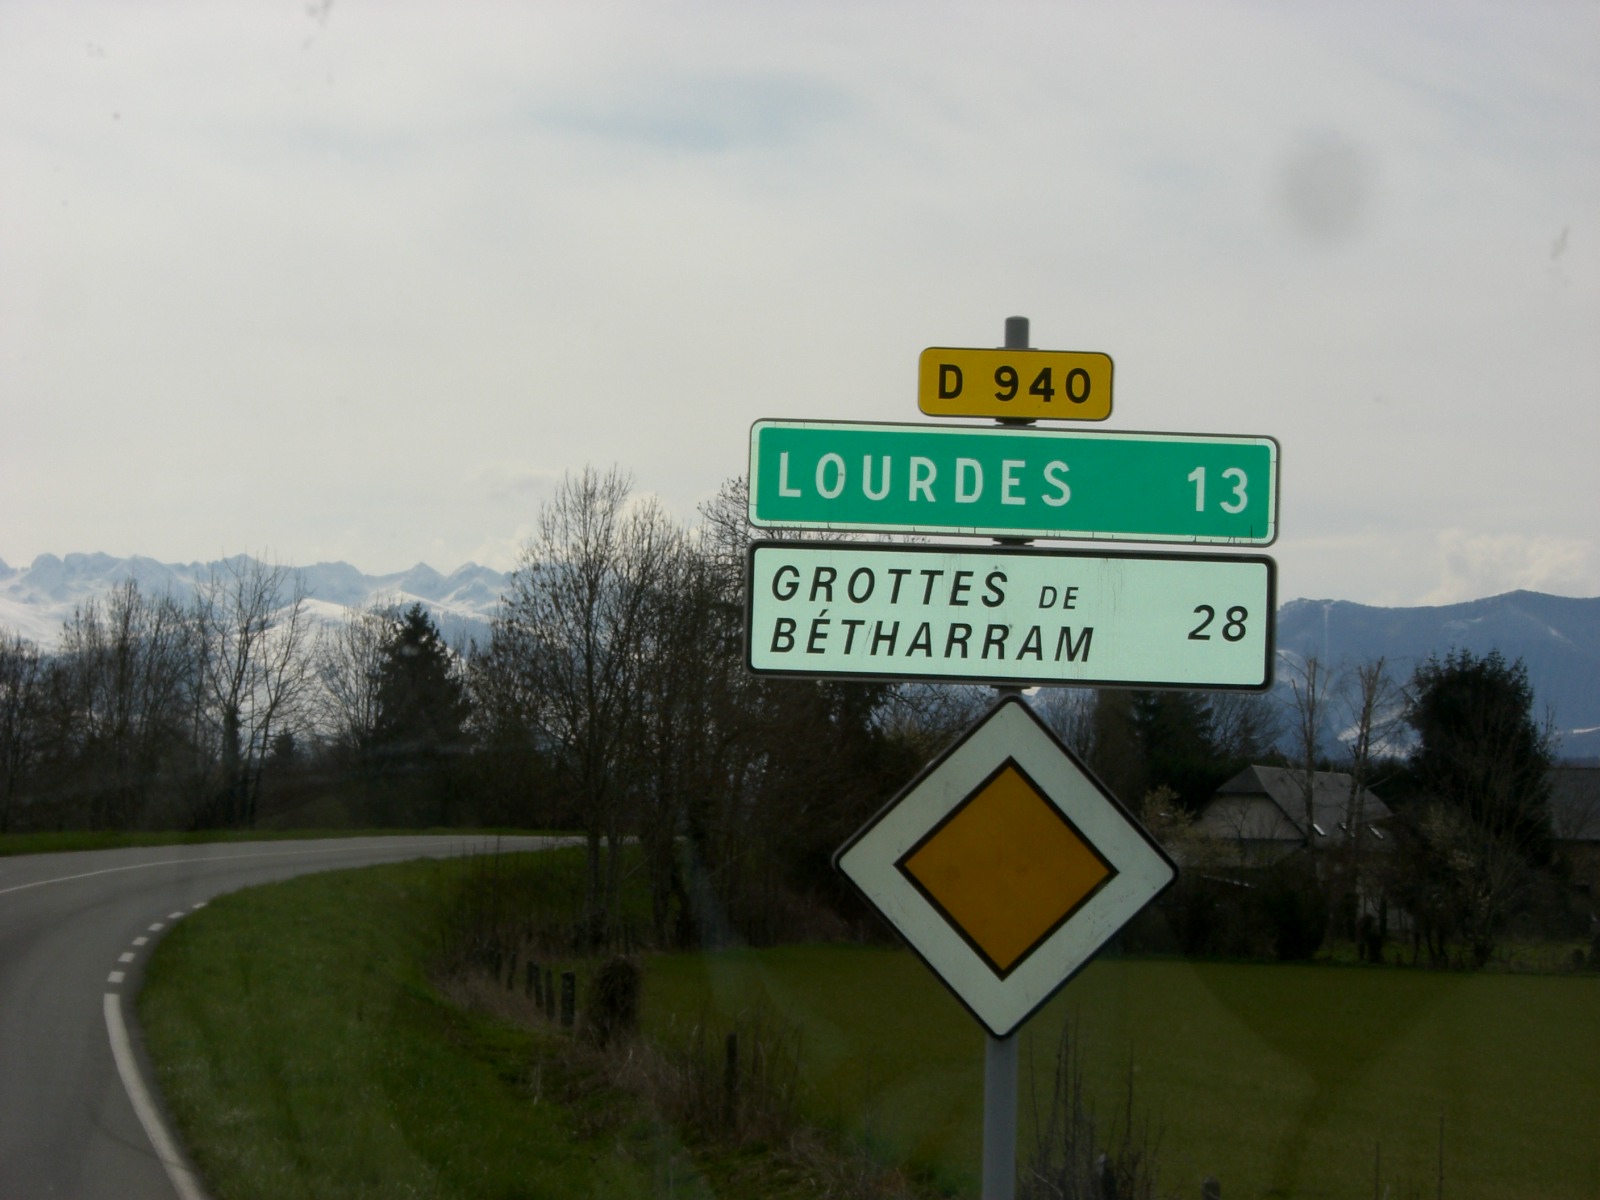 D 940
LOURDES 13
GROTTES DE
BÉTHARRAM 28